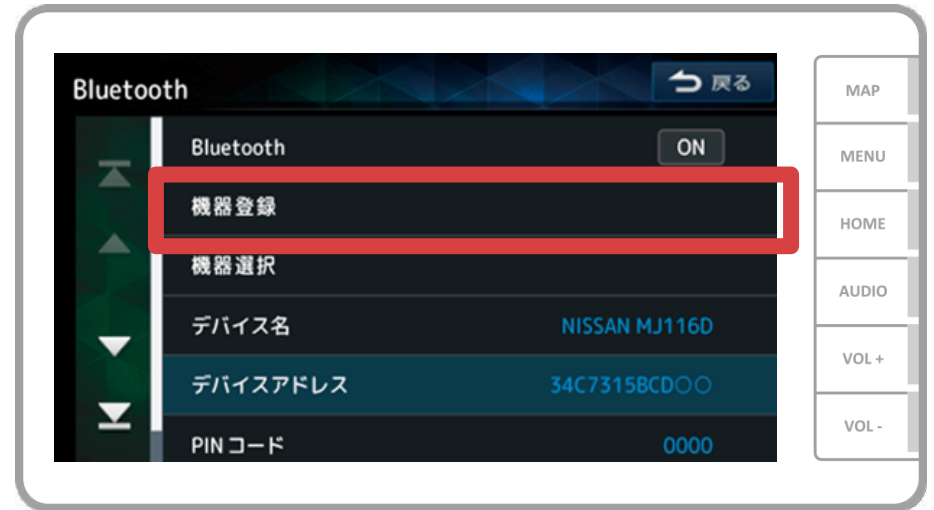 Bluetooth
戻る
Bluetooth
ON
機器登録
機器選択
デバイス名
NISSAN MJ116D
デバイスアドレス
34C7315BCD○○
PINコード
0000
MAP
MENU
HOME
AUDIO
VOL +
VOL -